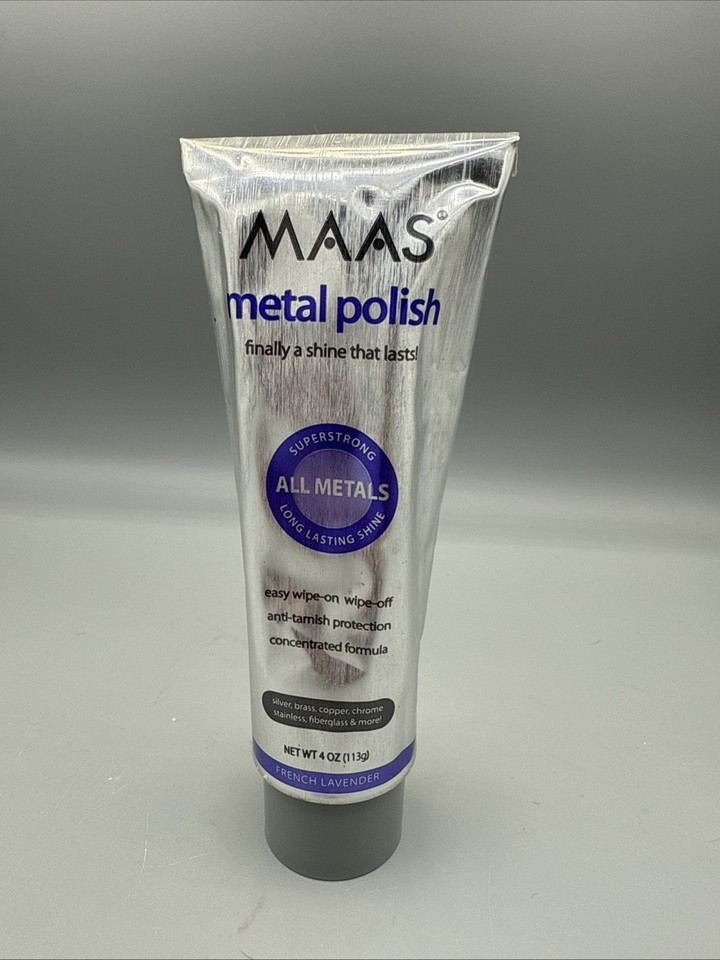 MAAS®
metal polish
finally a shine that lasts!
SUPERSTRONG
ALL METALS
LONG LASTING SHINE
easy wipe-on wipe-off
anti-tarnish protection
concentrated formula
silver, brass, copper, chrome
stainless, fiberglass & more!
NET WT 4 OZ (113g)
FRENCH LAVENDER